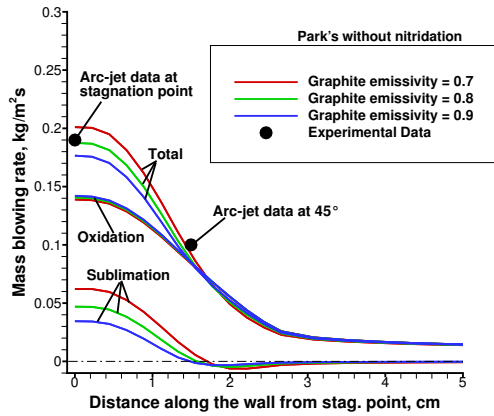 Park's without nitridation
Graphite emissivity = 0.7
Graphite emissivity = 0.8
Graphite emissivity = 0.9
Experimental Data
Arc-jet data at
stagnation point
Total
Arc-jet data at 45°
Oxidation
Sublimation
Mass blowing rate, kg/m²s
0.3
0.25
0.2
0.15
0.1
0.05
0
0 1 2 3 4 5
Distance along the wall from stag. point, cm